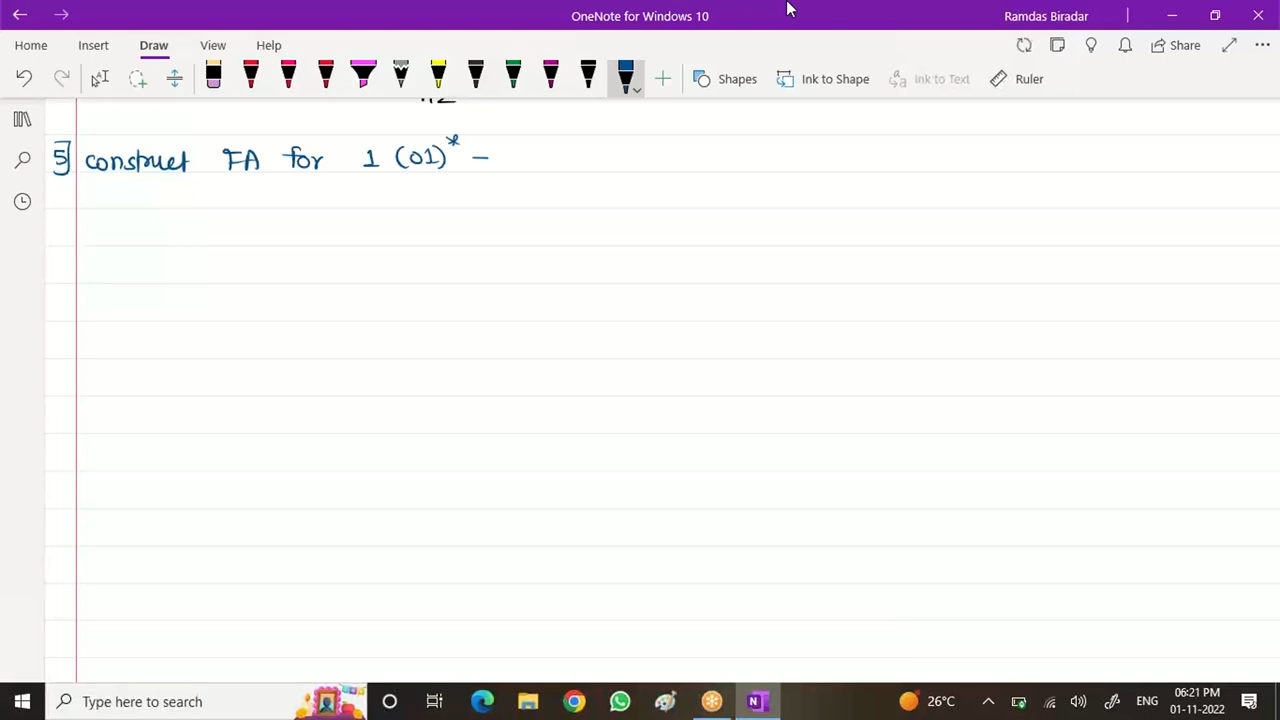 OneNote for Windows 10
Ramdas Biradar
Home Insert Draw View Help
Share
Shapes Ink to Shape Ink to Text Ruler
5] construct FA for 1 (01)* -
Type here to search
26°C ENG 06:21 PM
01-11-2022